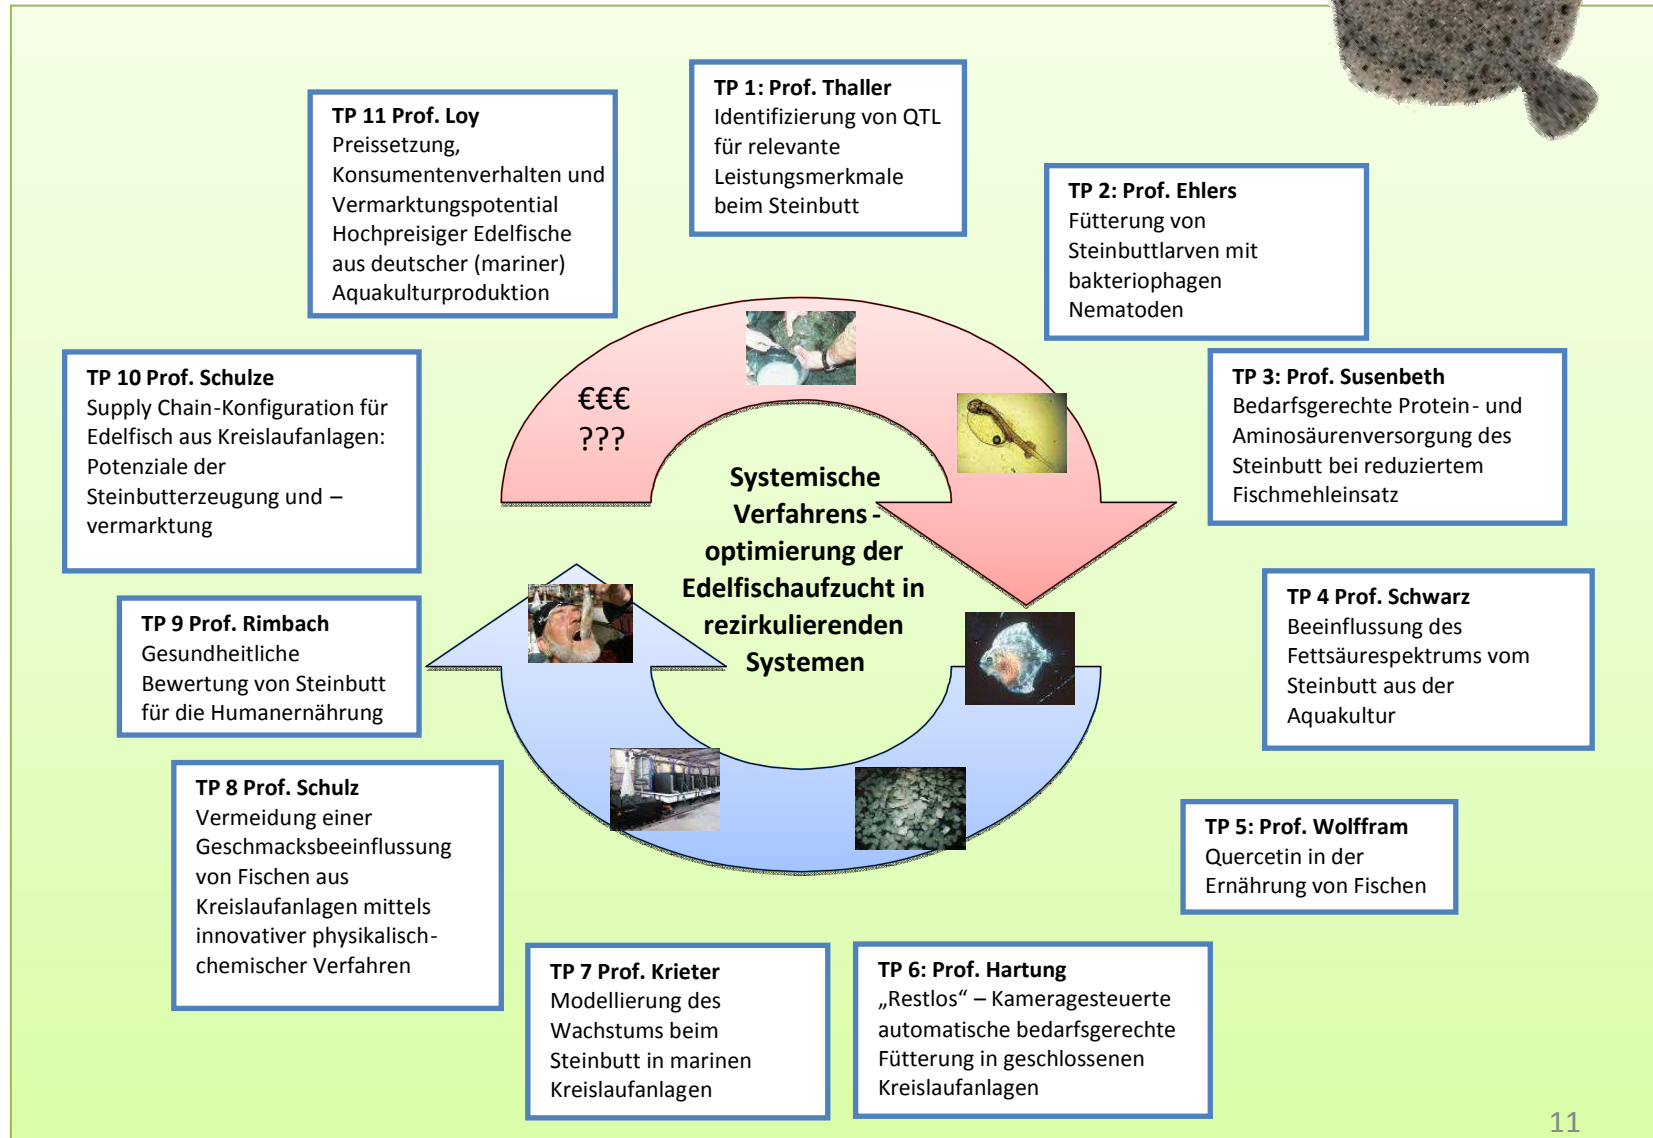 TP 1: Prof. Thaller
Identifizierung von QTL
für relevante
Leistungsmerkmale
beim Steinbutt
TP 2: Prof. Ehlers
Fütterung von
Steinbuttlarven mit
bakteriophagen
Nematoden
TP 3: Prof. Susenbeth
Bedarfsgerechte Protein- und
Aminosäurenversorgung des
Steinbutt bei reduziertem
Fischmehleinsatz
TP 4 Prof. Schwarz
Beeinflussung des
Fettsäurespektrums vom
Steinbutt aus der
Aquakultur
TP 5: Prof. Wolffram
Quercetin in der
Ernährung von Fischen
TP 6: Prof. Hartung
„Restlos“ – Kameragesteuerte
automatische bedarfsgerechte
Fütterung in geschlossenen
Kreislaufanlagen
TP 7 Prof. Krieter
Modellierung des
Wachstums beim
Steinbutt in marinen
Kreislaufanlagen
TP 8 Prof. Schulz
Vermeidung einer
Geschmacksbeeinflussung
von Fischen aus
Kreislaufanlagen mittels
innovativer physikalisch-
chemischer Verfahren
TP 9 Prof. Rimbach
Gesundheitliche
Bewertung von Steinbutt
für die Humanernährung
TP 10 Prof. Schulze
Supply Chain-Konfiguration für
Edelfisch aus Kreislaufanlagen:
Potenziale der
Steinbutterzeugung und –
vermarktung
TP 11 Prof. Loy
Preissetzung,
Konsumentenverhalten und
Vermarktungspotential
Hochpreisiger Edelfische
aus deutscher (mariner)
Aquakulturproduktion
€€€
???
Systemische
Verfahrens -
optimierung der
Edelfischaufzucht in
rezirkulierenden
Systemen
11